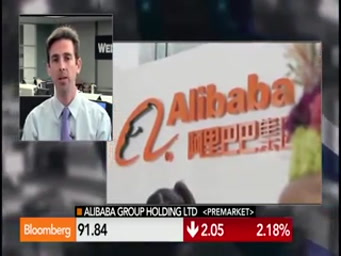 WE
Alibaba
阿里巴巴集团
ALIBABA GROUP HOLDING LTD <PREMARKET>
Bloomberg 91.84 2.05 2.18%